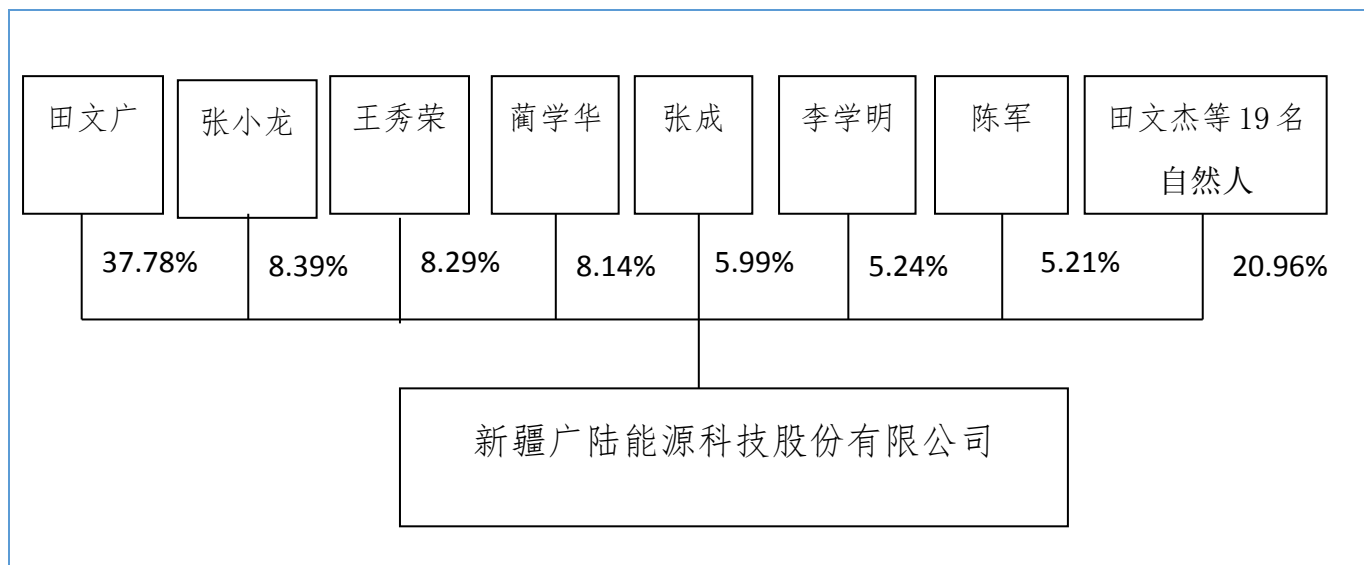 田文广
张小龙
王秀荣
蔺学华
张成
李学明
陈军
田文杰等19名
自然人
37.78%
8.39%
8.29%
8.14%
5.99%
5.24%
5.21%
20.96%
新疆广陆能源科技股份有限公司